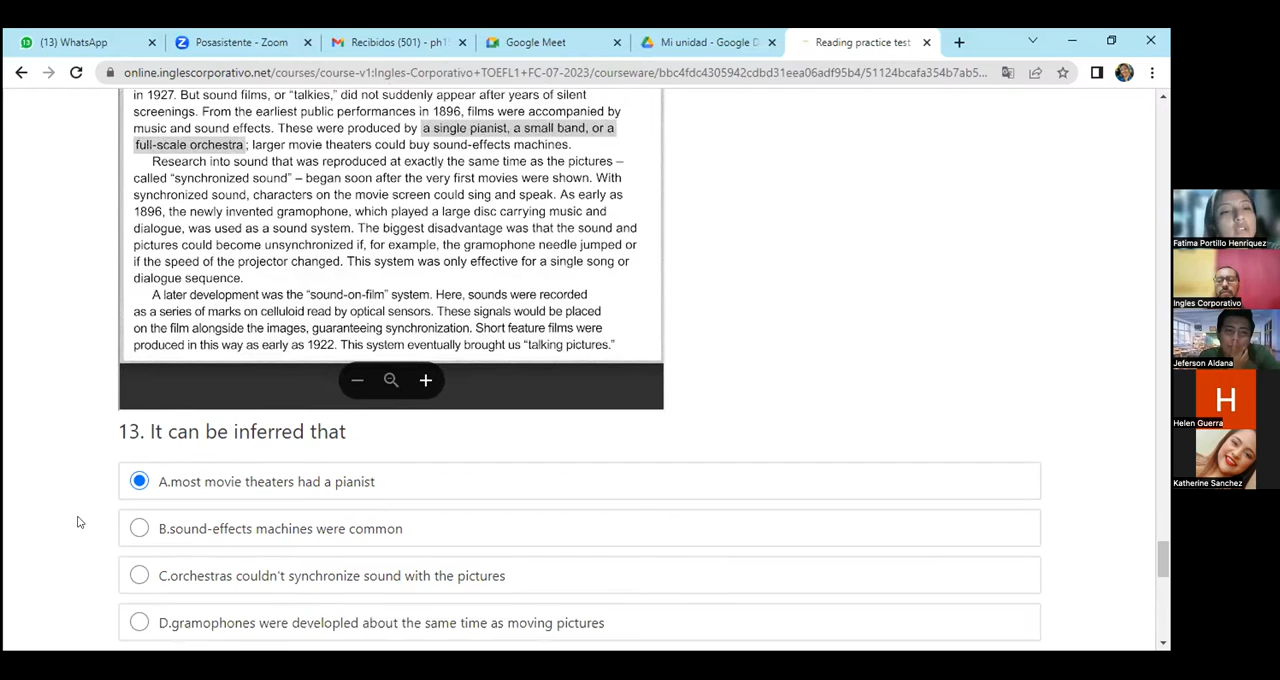 (13) WhatsApp
Posasistente - Zoom
Recibidos (501) - ph1
Google Meet
Mi unidad - Google D
Reading practice test
online.inglescorporativo.net/courses/course-v1:Ingles-Corporativo+TOEFL1+FC-07-2023/courseware/bbc4fdc4305942cdbd31eea06adf95b4/51124bcafa354b7ab5...
in 1927. But sound films, or “talkies,” did not suddenly appear after years of silent
screenings. From the earliest public performances in 1896, films were accompanied by
music and sound effects. These were produced by a single pianist, a small band, or a
full-scale orchestra; larger movie theaters could buy sound-effects machines.
Research into sound that was reproduced at exactly the same time as the pictures –
called “synchronized sound” – began soon after the very first movies were shown. With
synchronized sound, characters on the movie screen could sing and speak. As early as
1896, the newly invented gramophone, which played a large disc carrying music and
dialogue, was used as a sound system. The biggest disadvantage was that the sound and
pictures could become unsynchronized if, for example, the gramophone needle jumped or
if the speed of the projector changed. This system was only effective for a single song or
dialogue sequence.
A later development was the “sound-on-film” system. Here, sounds were recorded
as a series of marks on celluloid read by optical sensors. These signals would be placed
on the film alongside the images, guaranteeing synchronization. Short feature films were
produced in this way as early as 1922. This system eventually brought us “talking pictures.”
13. It can be inferred that
A.most movie theaters had a pianist
B.sound-effects machines were common
C.orchestras couldn't synchronize sound with the pictures
D.gramophones were developled about the same time as moving pictures
Fatima Portillo Henriquez
Ingles Corporativo
Jeferson Aldana
H
Helen Guerra
Katherine Sanchez